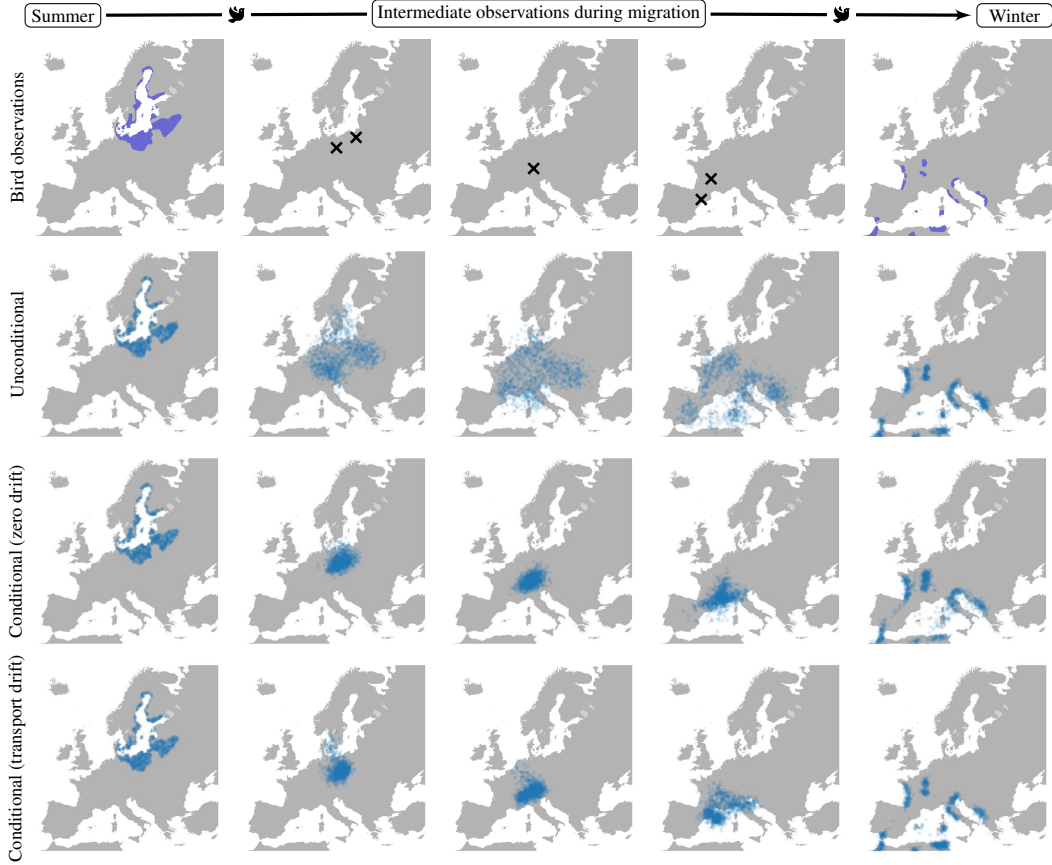 Summer
Intermediate observations during migration
Winter
Bird observations
Unconditional
Conditional (zero drift)
Conditional (transport drift)